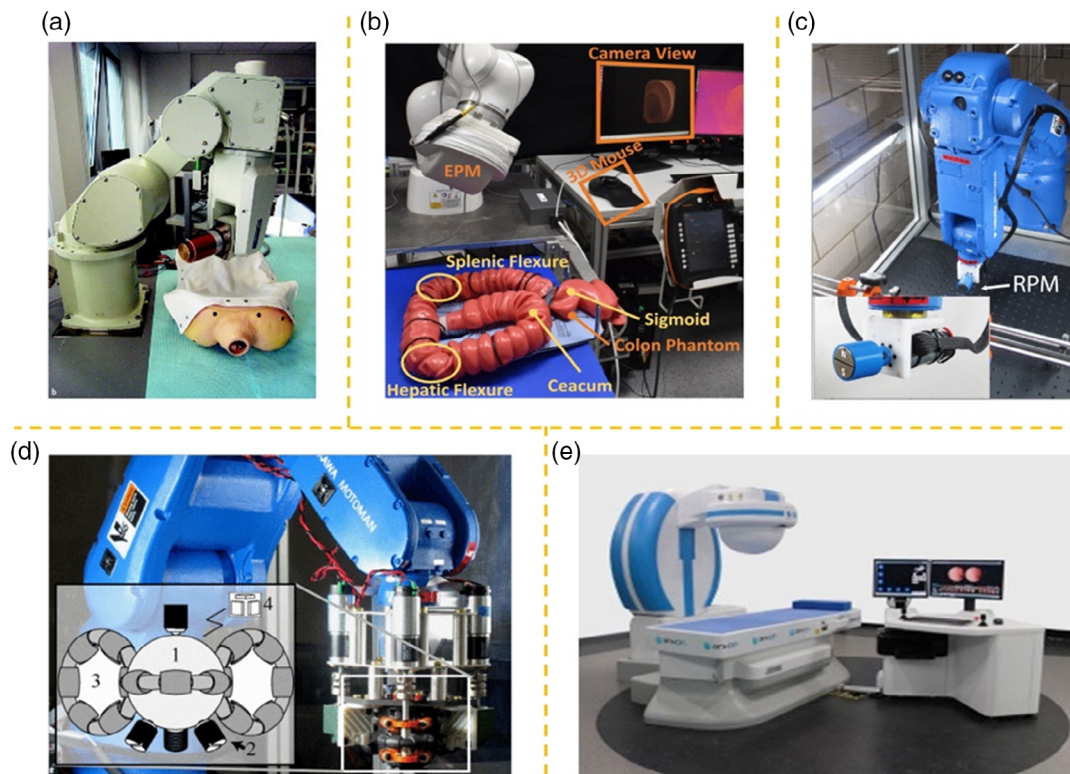 (a)
(b)
(c)
Camera View
EPM
3D Mouse
Splenic Flexure
Sigmoid
Colon Phantom
Hepatic Flexure
Ceacum
RPM
N
S
b
(d)
(e)
MOTOMAN
1
2
3
4